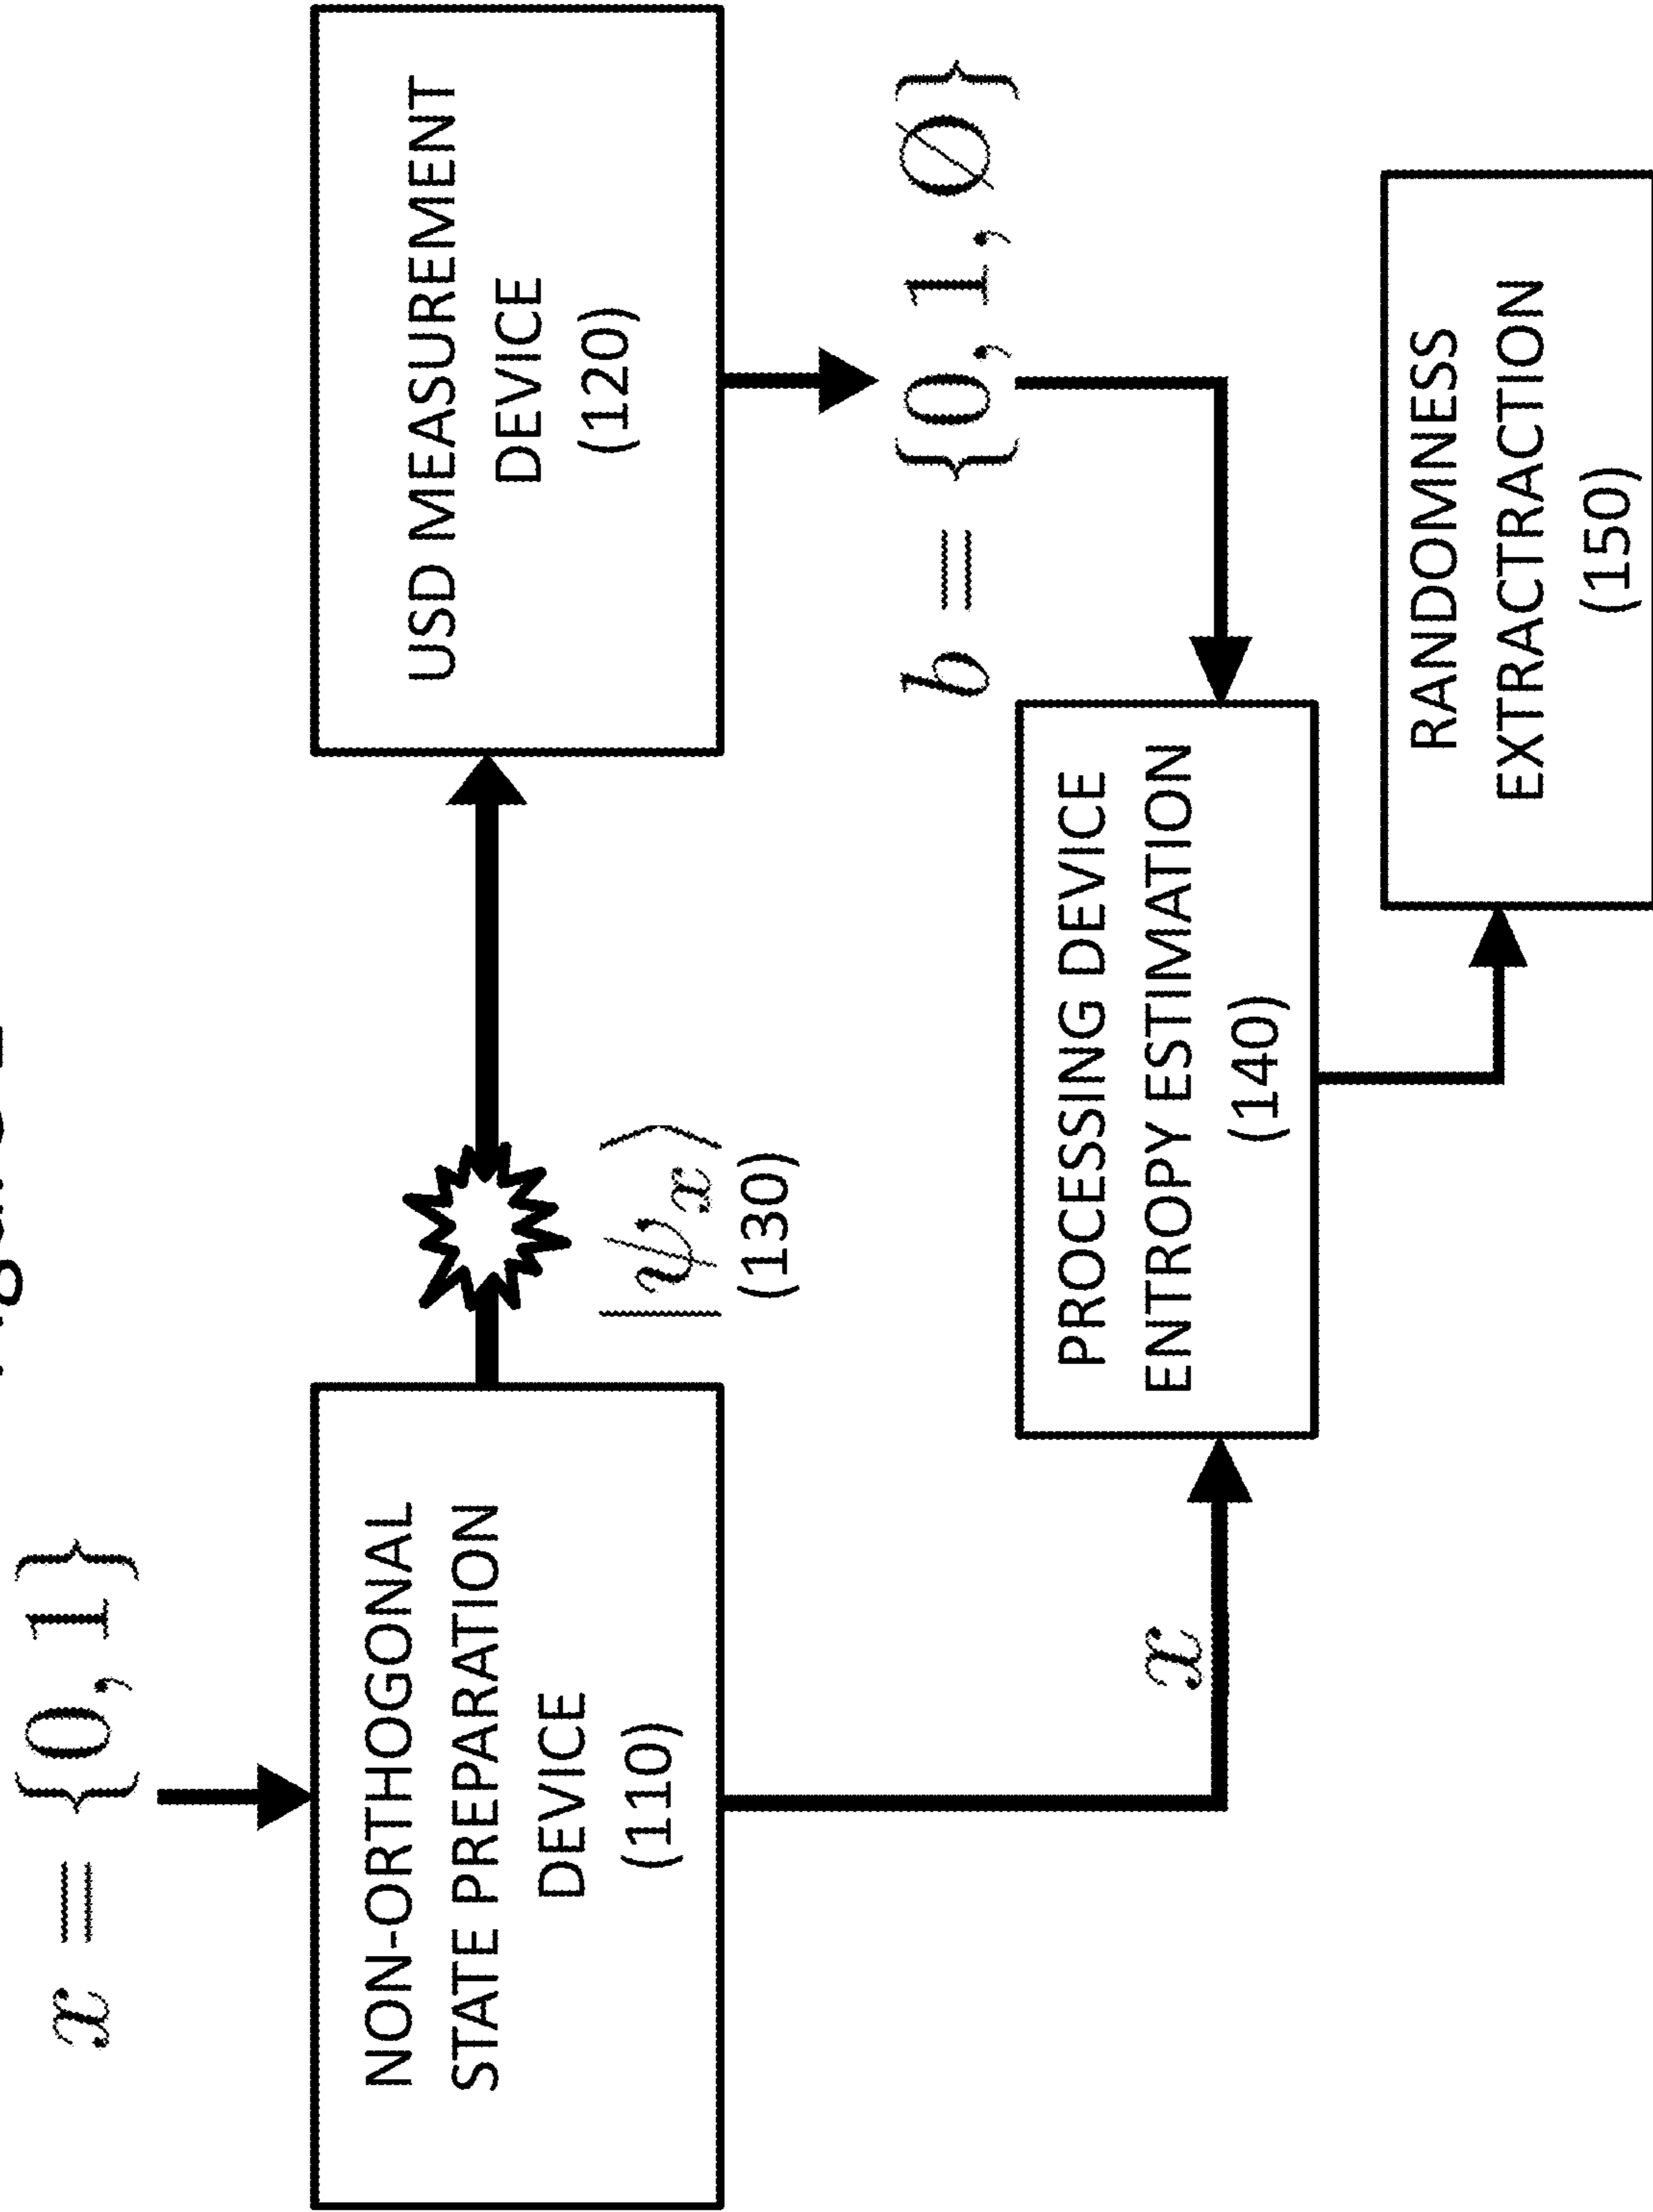 x = {0, 1}
NON-ORTHOGONAL
STATE PREPARATION
DEVICE
(110)
|ψx⟩
(130)
USD MEASUREMENT
DEVICE
(120)
b = {0, 1, Ø}
x
PROCESSING DEVICE
ENTROPY ESTIMATION
(140)
RANDOMNESS
EXTRACTRACTION
(150)